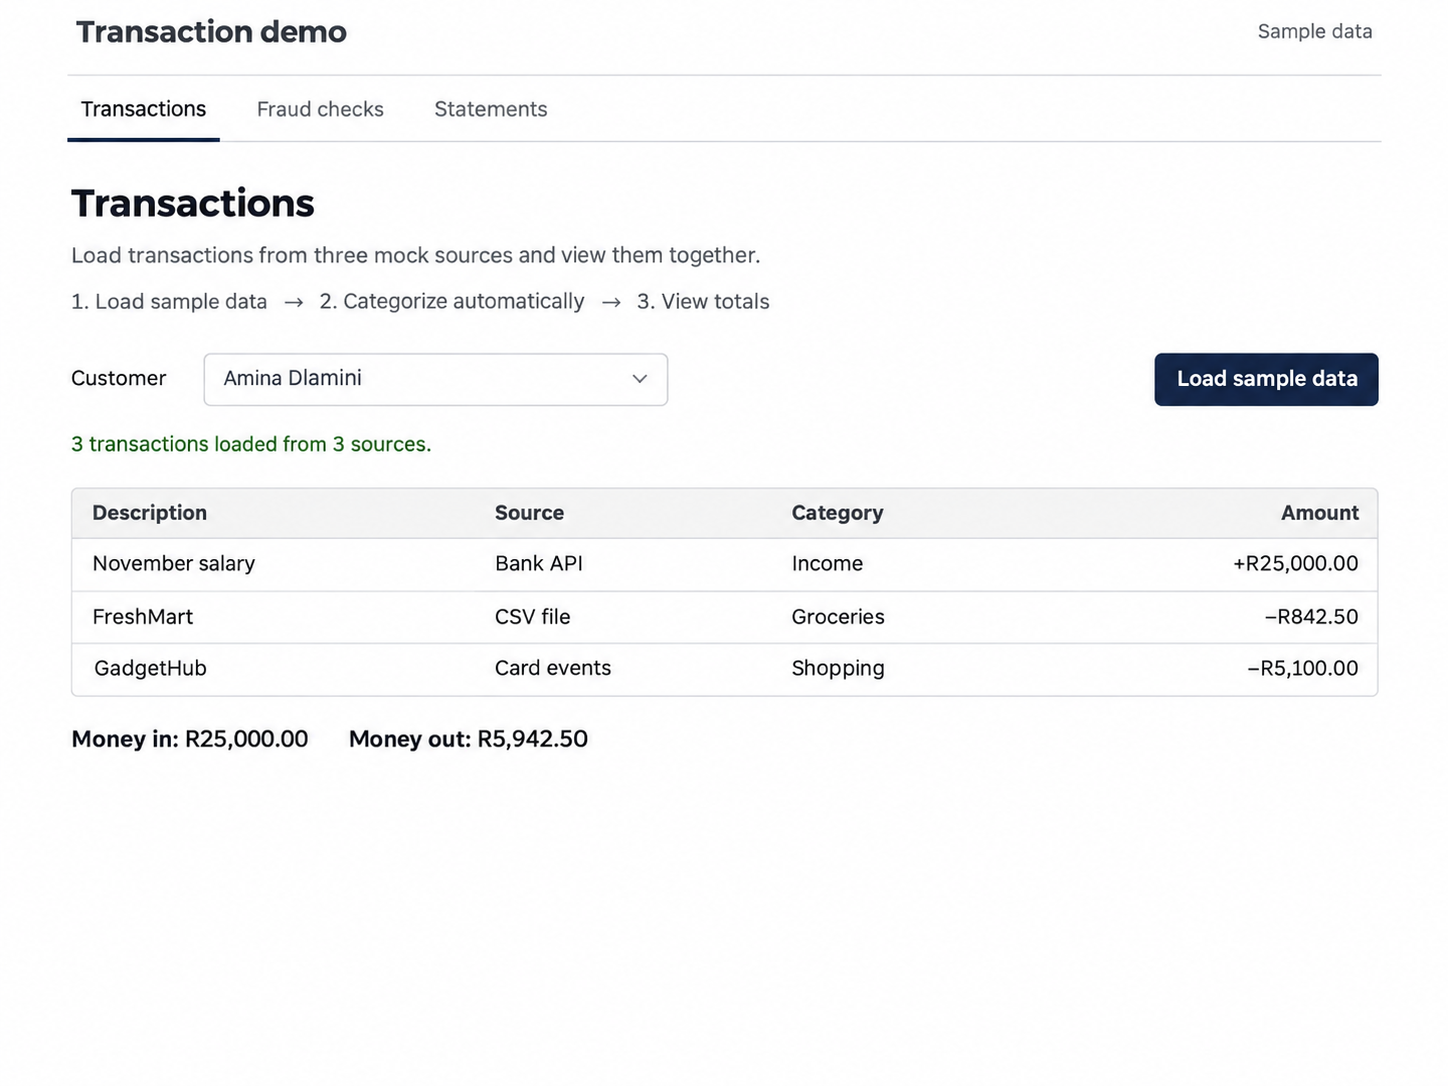 Transaction demo
Sample data
Transactions Fraud checks Statements
Transactions
Load transactions from three mock sources and view them together.
1. Load sample data → 2. Categorize automatically → 3. View totals
Customer Amina Dlamini Load sample data
3 transactions loaded from 3 sources.
Description Source Category Amount
November salary Bank API Income +R25,000.00
FreshMart CSV file Groceries –R842.50
GadgetHub Card events Shopping –R5,100.00
Money in: R25,000.00 Money out: R5,942.50